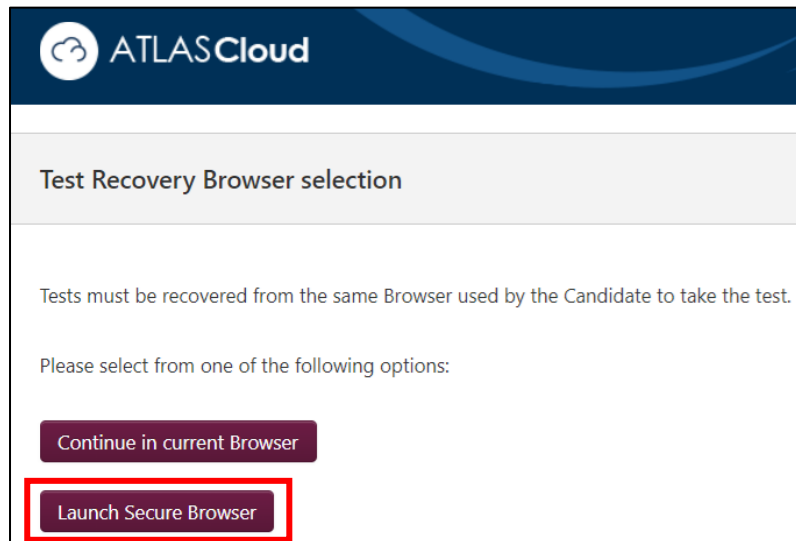 ATLASCloud
Test Recovery Browser selection
Tests must be recovered from the same Browser used by the Candidate to take the test.
Please select from one of the following options:
Continue in current Browser
Launch Secure Browser